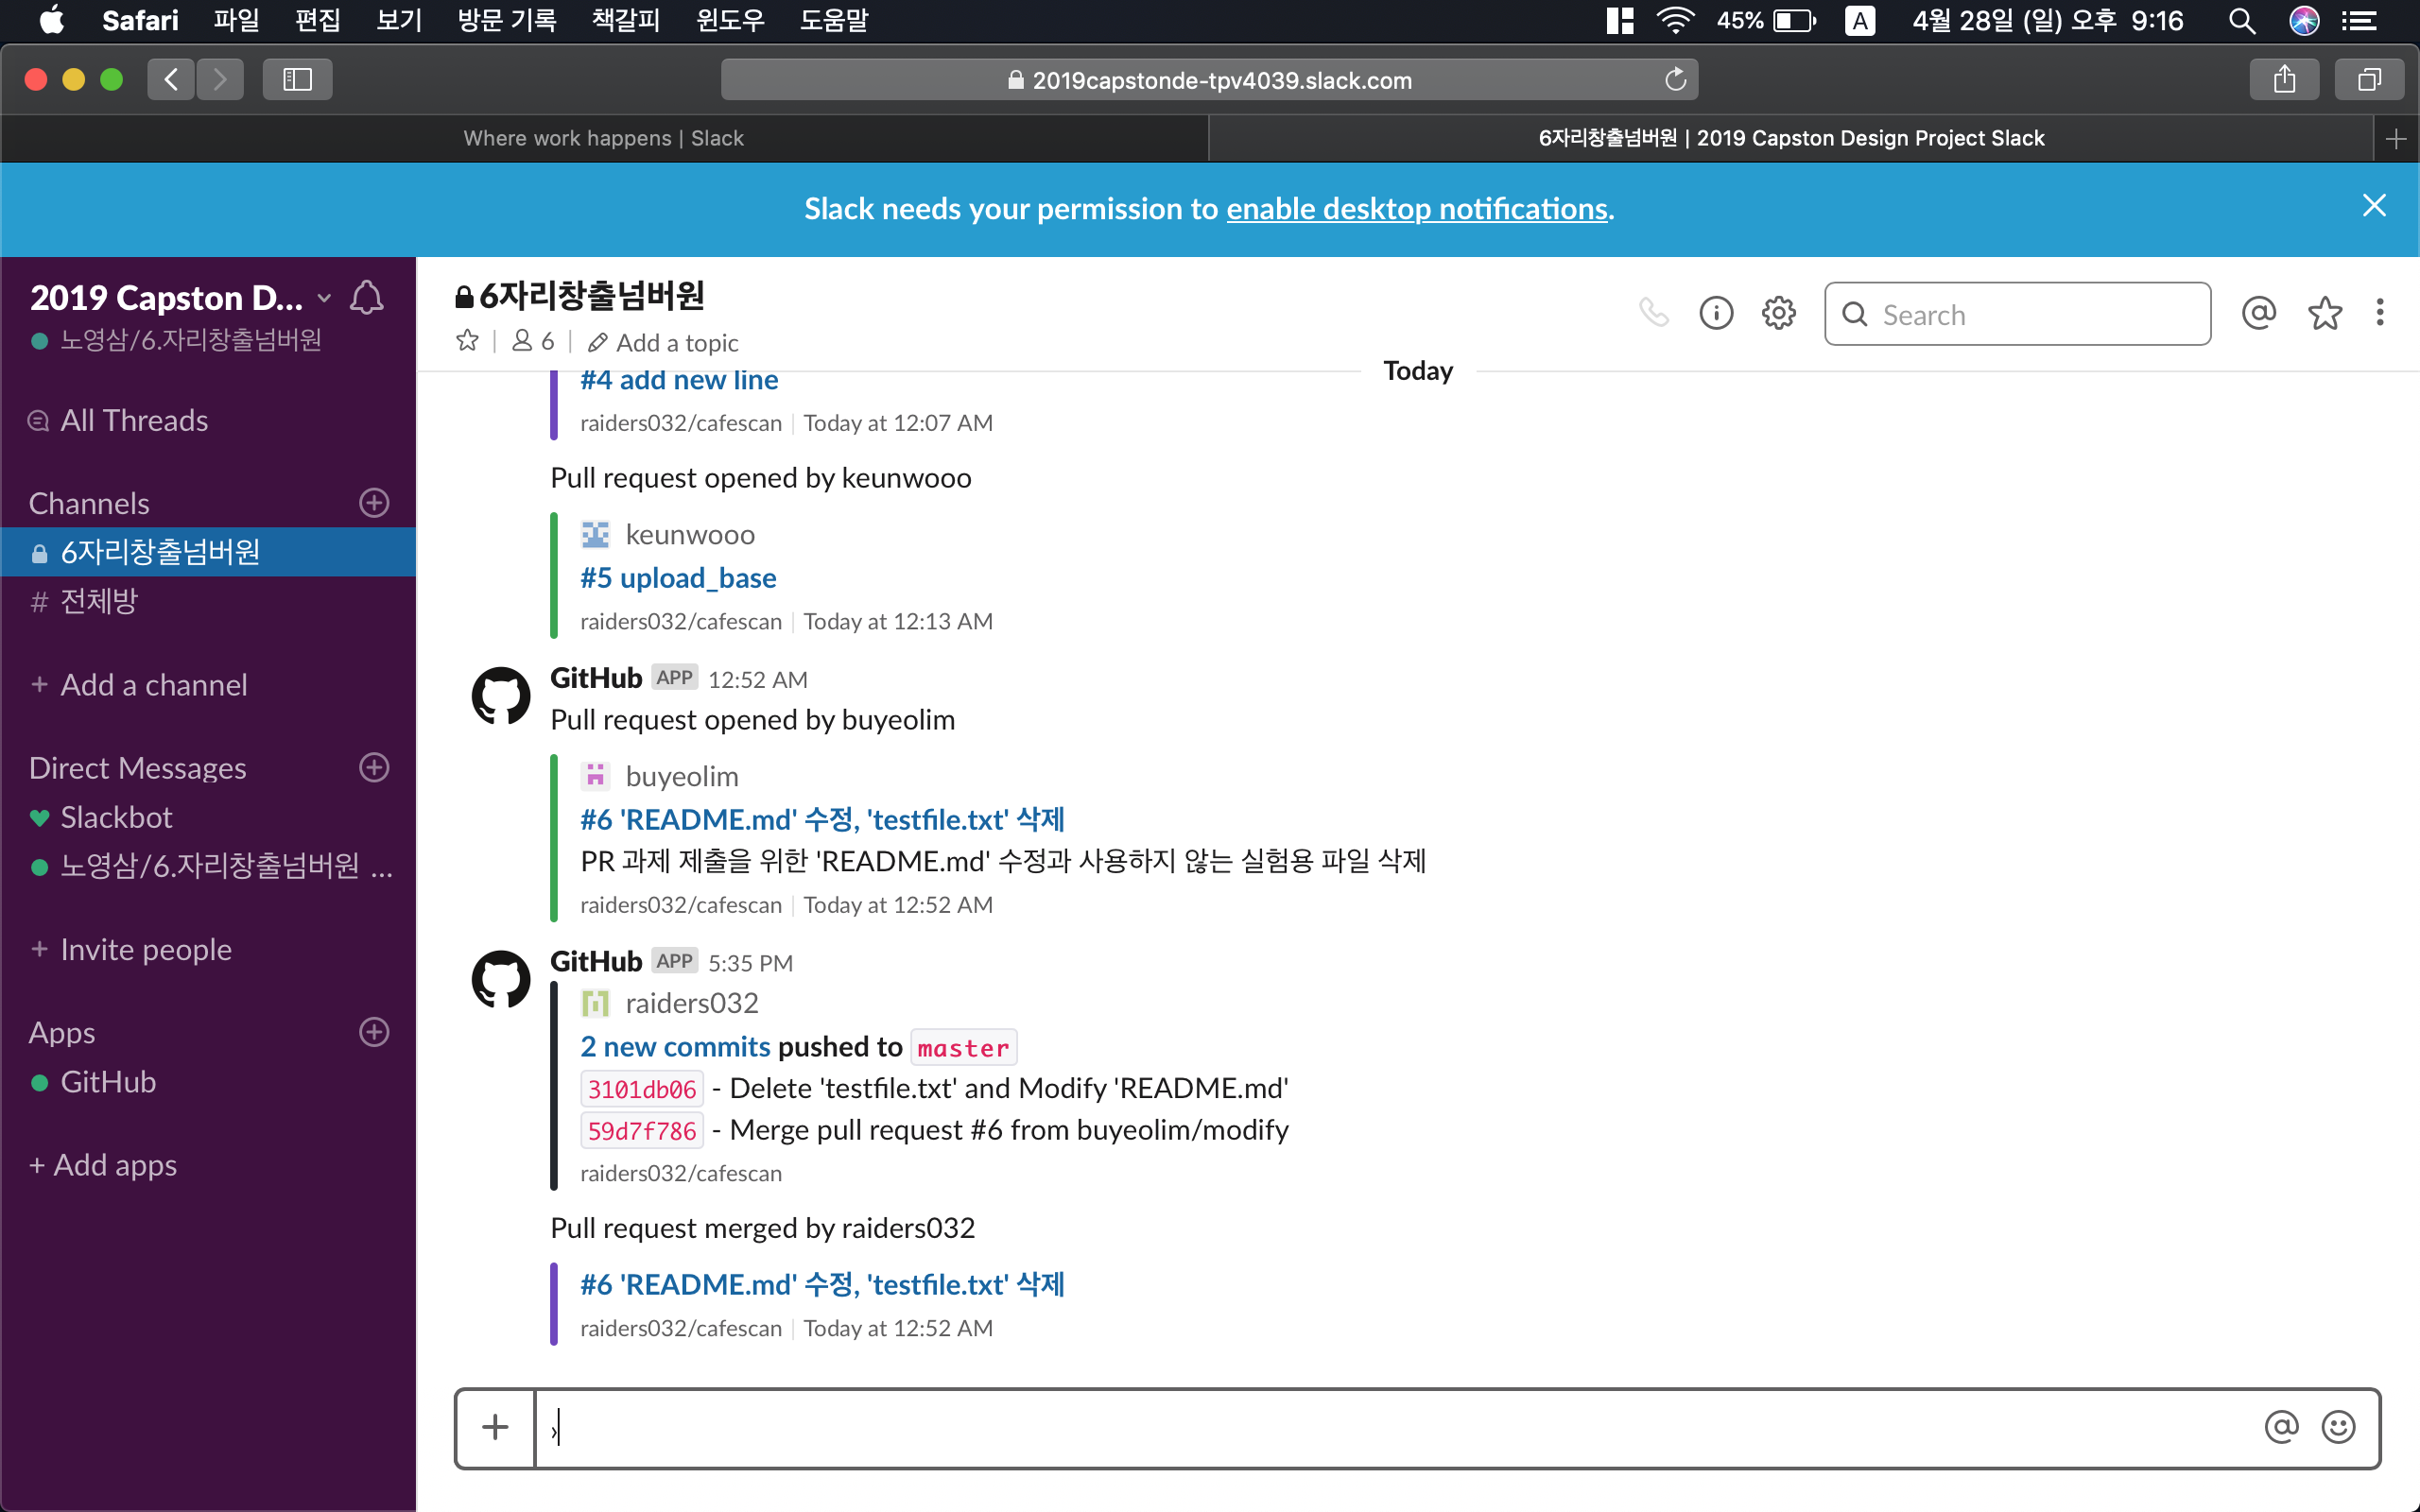 Safari 파일 편집 보기 방문 기록 책갈피 윈도우 도움말 45% A 4월 28일 (일) 오후 9:16
2019capstonde-tpv4039.slack.com
Where work happens | Slack
6자리창출넘버원 | 2019 Capston Design Project Slack
Slack needs your permission to enable desktop notifications.
2019 Capston D...
노영삼/6.자리창출넘버원
All Threads
Channels
6자리창출넘버원
# 전체방
+ Add a channel
Direct Messages
Slackbot
노영삼/6.자리창출넘버원 ...
+ Invite people
Apps
GitHub
+ Add apps
6자리창출넘버원
6 | Add a topic
Search
Today
#4 add new line
raiders032/cafescan | Today at 12:07 AM
Pull request opened by keunwooo
keunwooo
#5 upload_base
raiders032/cafescan | Today at 12:13 AM
GitHub APP 12:52 AM
Pull request opened by buyeolim
buyeolim
#6 'README.md' 수정, 'testfile.txt' 삭제
PR 과제 제출을 위한 'README.md' 수정과 사용하지 않는 실험용 파일 삭제
raiders032/cafescan | Today at 12:52 AM
GitHub APP 5:35 PM
raiders032
2 new commits pushed to master
3101db06 - Delete 'testfile.txt' and Modify 'README.md'
59d7f786 - Merge pull request #6 from buyeolim/modify
raiders032/cafescan
Pull request merged by raiders032
#6 'README.md' 수정, 'testfile.txt' 삭제
raiders032/cafescan | Today at 12:52 AM